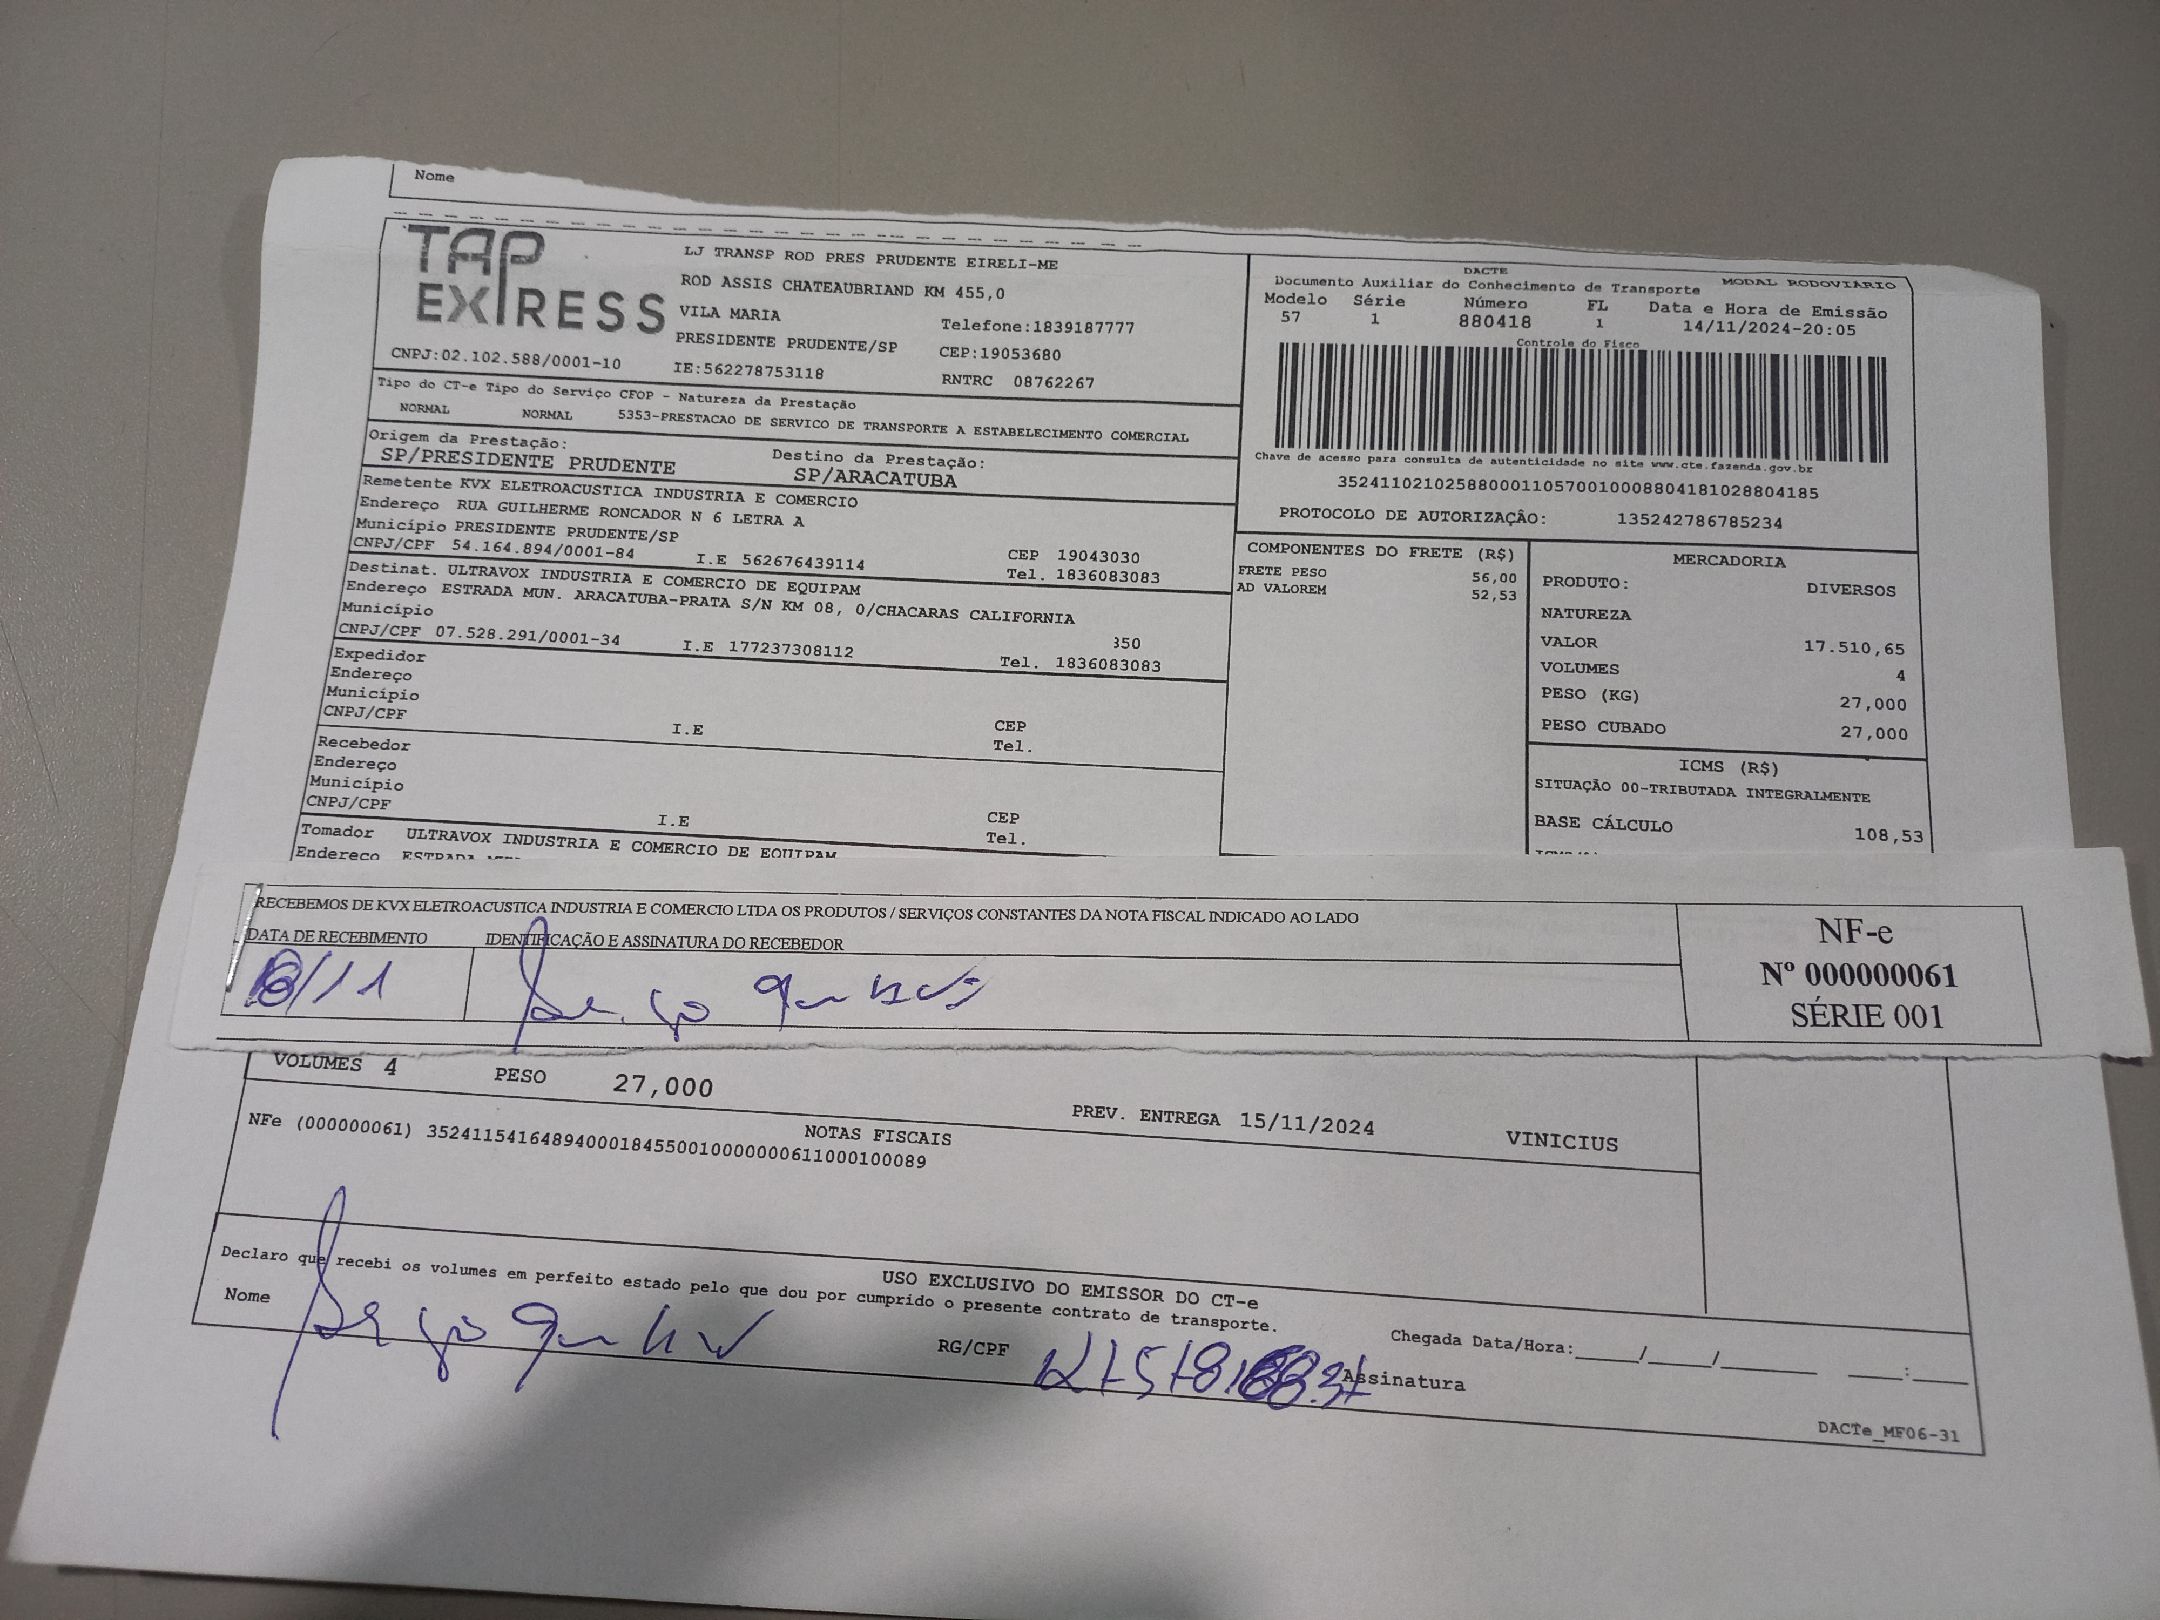 Nome
TAP
EXPRESS
LJ TRANSP ROD PRES PRUDENTE EIRELI-ME
ROD ASSIS CHATEAUBRIAND KM 455,0
VILA MARIA Telefone:1839187777
PRESIDENTE PRUDENTE/SP CEP:19053680
CNPJ:02.102.588/0001-10 IE:562278753118 RNTRC 08762267
DACTE MODAL RODOVIÁRIO
Documento Auxiliar do Conhecimento de Transporte
Modelo Série Número FL Data e Hora de Emissão
57 1 880418 1 14/11/2024-20:05
Controle do Fisco
Chave de acesso para consulta de autenticidade no site www.cte.fazenda.gov.br
35241102102588000110570010008804181028804185
PROTOCOLO DE AUTORIZAÇÂO: 135242786785234
Tipo do CT-e Tipo do Serviço CFOP - Natureza da Prestação
NORMAL NORMAL 5353-PRESTACAO DE SERVICO DE TRANSPORTE A ESTABELECIMENTO COMERCIAL
Origem da Prestação: Destino da Prestação:
SP/PRESIDENTE PRUDENTE SP/ARACATUBA
Remetente KVX ELETROACUSTICA INDUSTRIA E COMERCIO
Endereço RUA GUILHERME RONCADOR N 6 LETRA A
Município PRESIDENTE PRUDENTE/SP CEP 19043030
CNPJ/CPF 54.164.894/0001-84 I.E 562676439114 Tel. 1836083083
Destinat. ULTRAVOX INDUSTRIA E COMERCIO DE EQUIPAM
Endereço ESTRADA MUN. ARACATUBA-PRATA S/N KM 08, 0/CHACARAS CALIFORNIA
Município 350
CNPJ/CPF 07.528.291/0001-34 I.E 177237308112 Tel. 1836083083
Expedidor
Endereço
Município CEP
CNPJ/CPF I.E Tel.
Recebedor
Endereço
Município CEP
CNPJ/CPF I.E Tel.
Tomador ULTRAVOX INDUSTRIA E COMERCIO DE EQUIPAM
Endereço ESTRADA
COMPONENTES DO FRETE (R$)
FRETE PESO 56,00
AD VALOREM 52,53
MERCADORIA
PRODUTO: DIVERSOS
NATUREZA
VALOR 17.510,65
VOLUMES 4
PESO (KG) 27,000
PESO CUBADO 27,000
ICMS (R$)
SITUAÇÃO 00-TRIBUTADA INTEGRALMENTE
BASE CÁLCULO 108,53
RECEBEMOS DE KVX ELETROACUSTICA INDUSTRIA E COMERCIO LTDA OS PRODUTOS / SERVIÇOS CONSTANTES DA NOTA FISCAL INDICADO AO LADO
DATA DE RECEBIMENTO IDENTIFICAÇÃO E ASSINATURA DO RECEBEDOR
NF-e
Nº 000000061
SÉRIE 001
VOLUMES 4 PESO 27,000 PREV. ENTREGA 15/11/2024 VINICIUS
NOTAS FISCAIS
NFe (000000061) 35241154164894000184550010000000611000100089
USO EXCLUSIVO DO EMISSOR DO CT-e
Declaro que recebi os volumes em perfeito estado pelo que dou por cumprido o presente contrato de transporte.
Nome RG/CPF Assinatura Chegada Data/Hora:_____/_____/________ ____:____
DACTe_MF06-31